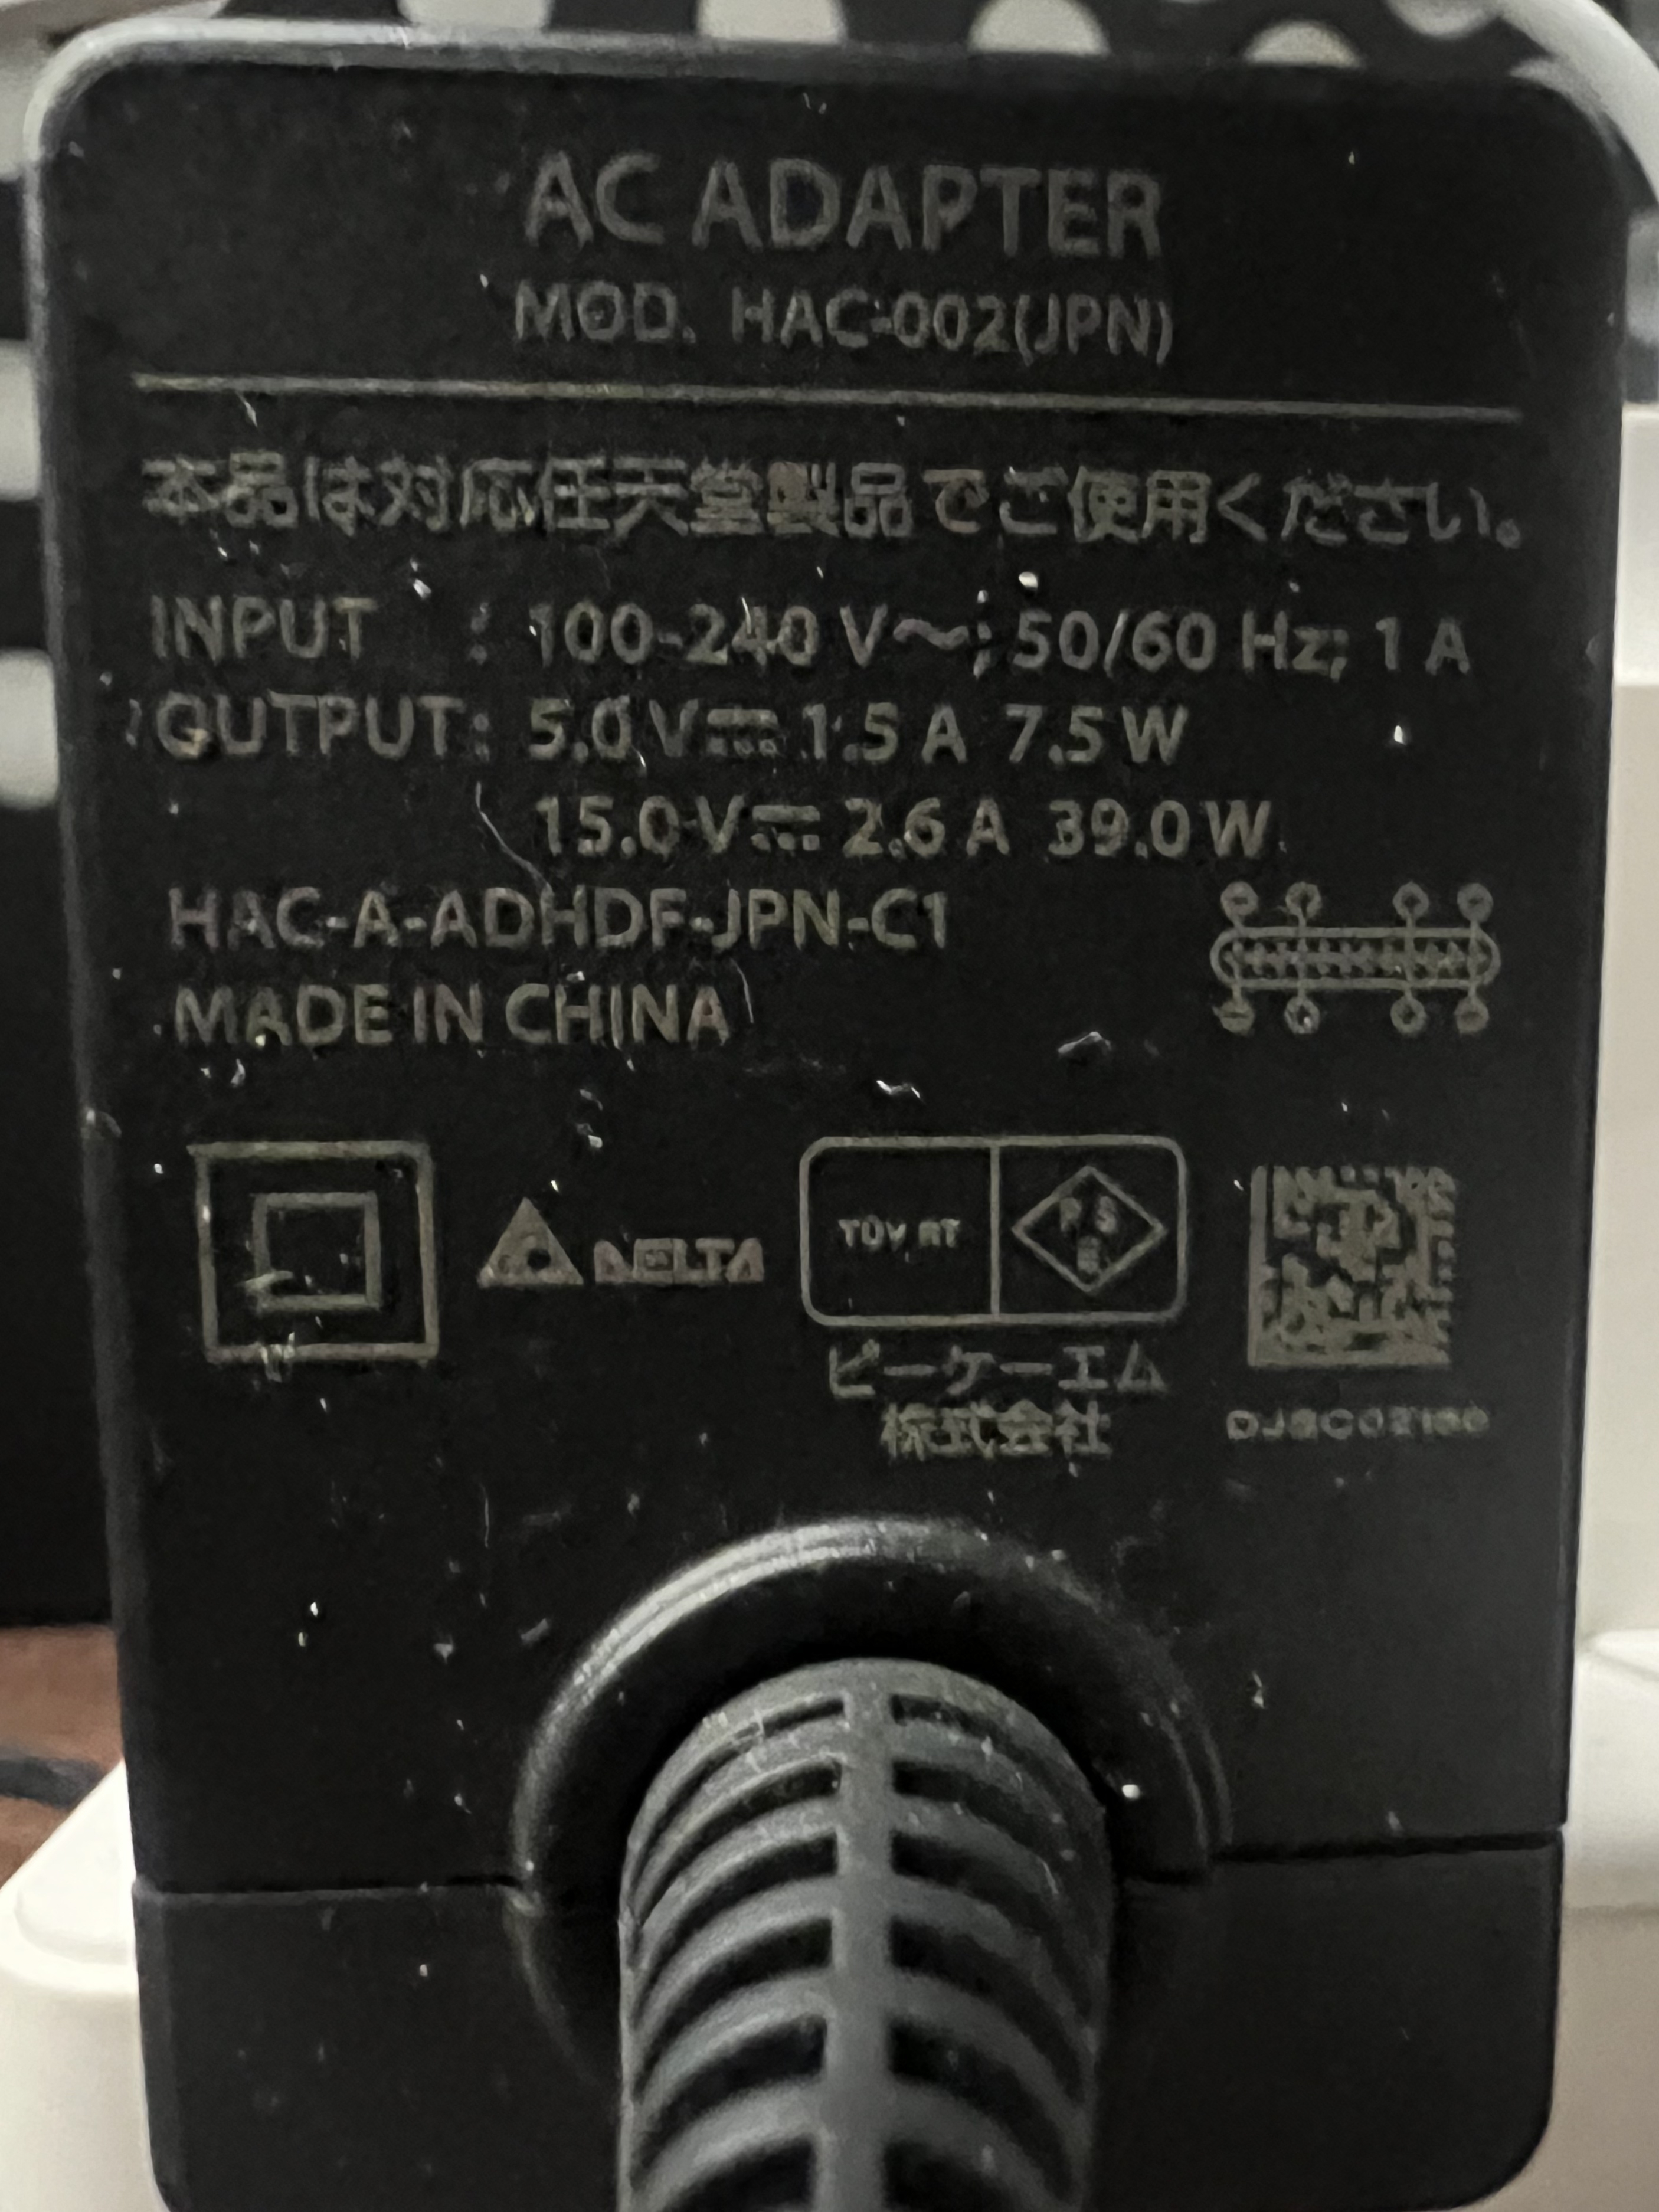 AC ADAPTER
MOD. HAC-002(JPN)
本品は対応任天堂製品でご使用ください。
INPUT : 100-240 V～; 50/60 Hz; 1 A
OUTPUT: 5.0 V⎓ 1.5 A 7.5 W
15.0 V⎓ 2.6 A 39.0 W
HAC-A-ADHDF-JPN-C1
MADE IN CHINA
DELTA
TÜV RT
PS
E
ピーケーエム
株式会社